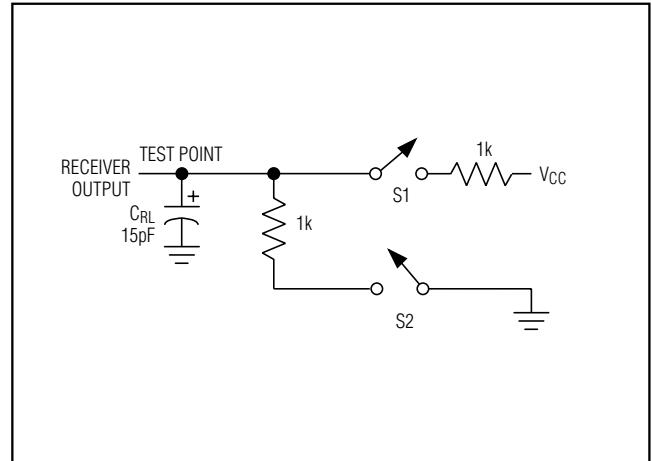 RECEIVER
OUTPUT
TEST POINT
+
CRL
15pF
1k
S1
1k
VCC
S2